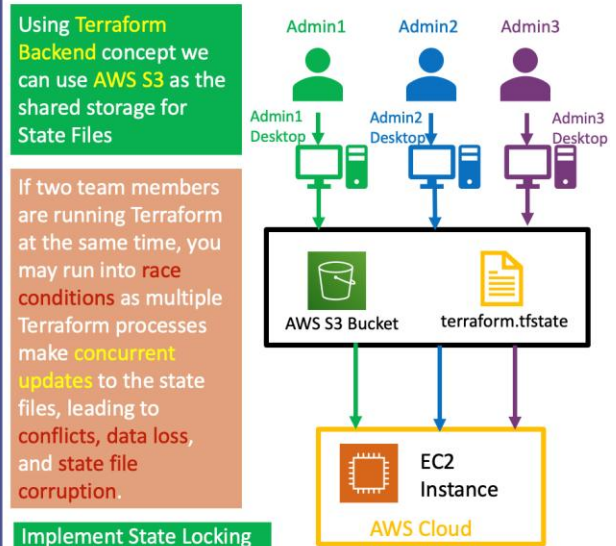 Using Terraform
Backend concept we
can use AWS S3 as the
shared storage for
State Files
If two team members
are running Terraform
at the same time, you
may run into race
conditions as multiple
Terraform processes
make concurrent
updates to the state
files, leading to
conflicts, data loss,
and state file
corruption.
Implement State Locking
Admin1
Admin2
Admin3
Admin1
Desktop
Admin2
Desktop
Admin3
Desktop
AWS S3 Bucket
terraform.tfstate
EC2
Instance
AWS Cloud